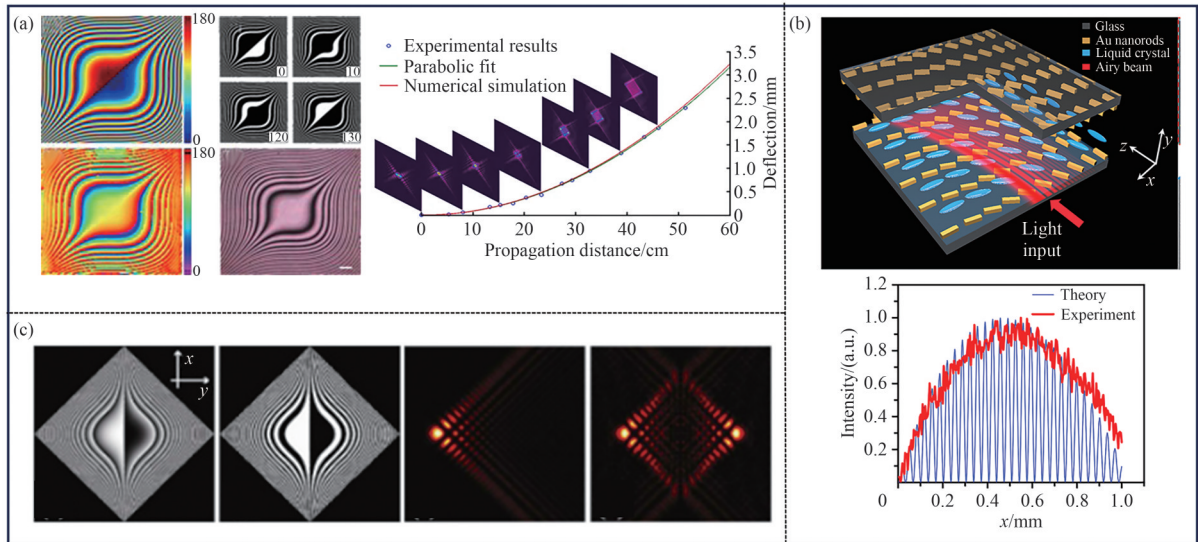 (a)
180
0
180
0
0
10
120
130
Experimental results
Parabolic fit
Numerical simulation
3.5
3.0
2.5
2.0
1.5
1.0
0.5
0
Deflection/mm
0
10
20
30
40
50
60
Propagation distance/cm
(b)
Glass
Au nanorods
Liquid crystal
Airy beam
y
z
x
Light
input
1.2
1.0
0.8
0.6
0.4
0.2
0
Intensity/(a.u.)
Theory
Experiment
0.2
0.4
0.6
0.8
1.0
x/mm
(c)
x
y